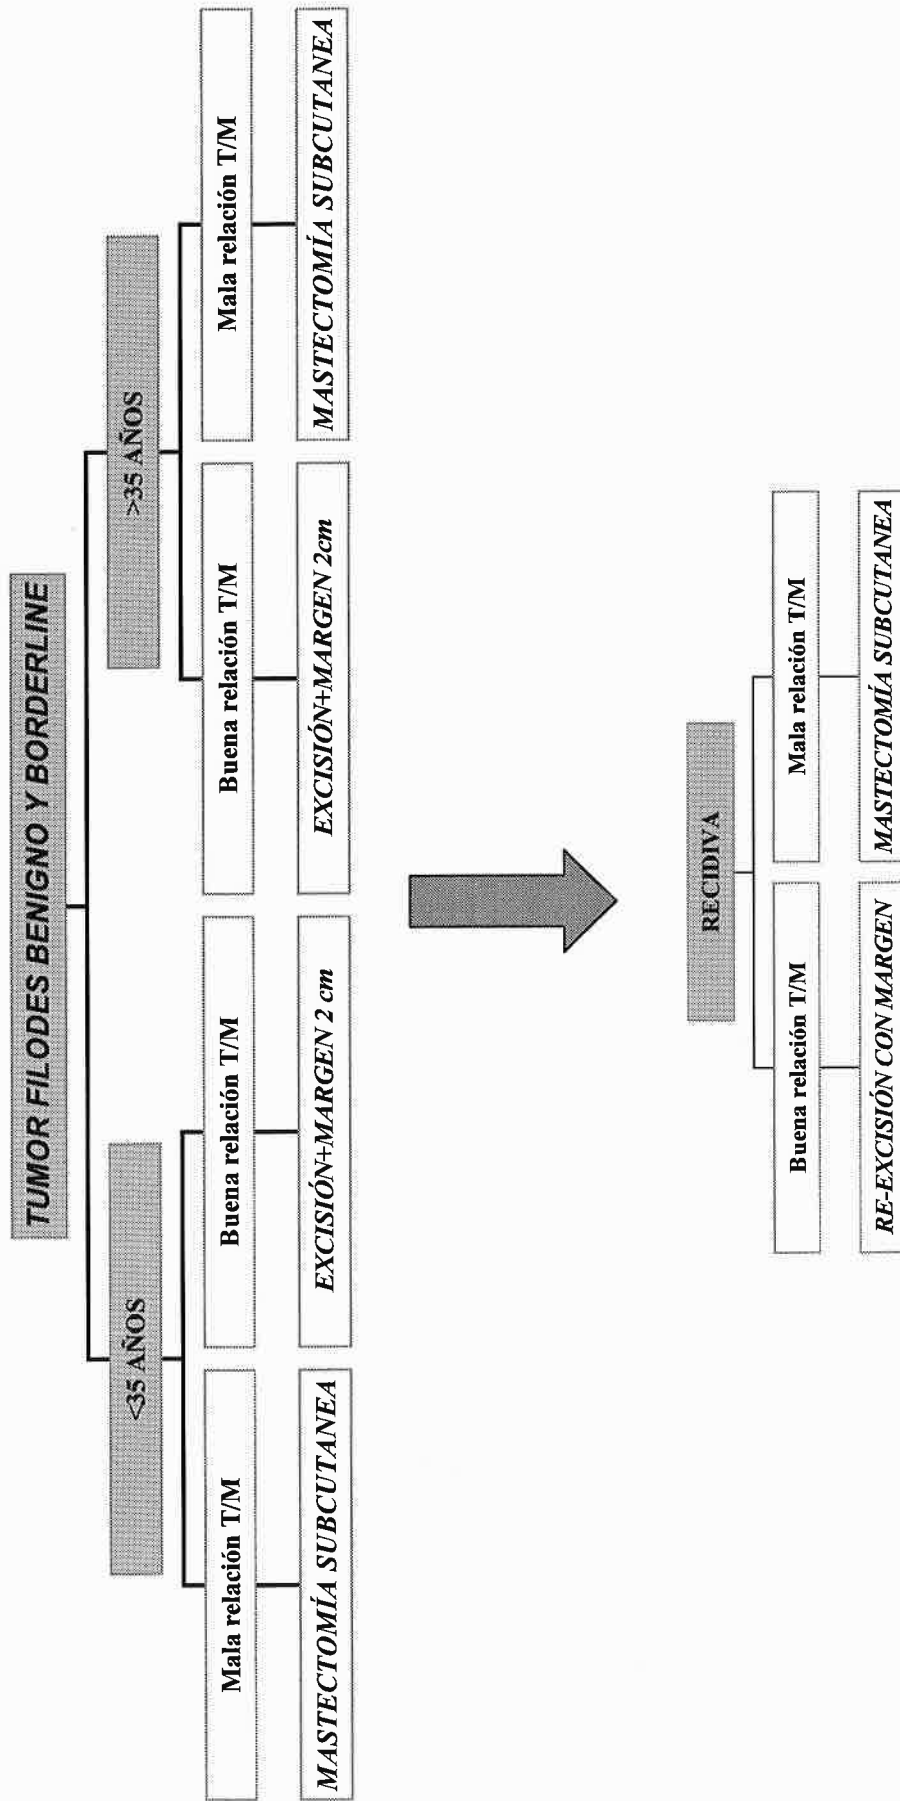 TUMOR FILODES BENIGNO Y BORDERLINE
<35 AÑOS
>35 AÑOS
Mala relación T/M
Buena relación T/M
Buena relación T/M
Mala relación T/M
MASTECTOMÍA SUBCUTANEA
EXCISIÓN+MARGEN 2 cm
EXCISIÓN+MARGEN 2cm
MASTECTOMÍA SUBCUTANEA
RECIDIVA
Buena relación T/M
Mala relación T/M
RE-EXCISIÓN CON MARGEN
MASTECTOMÍA SUBCUTANEA